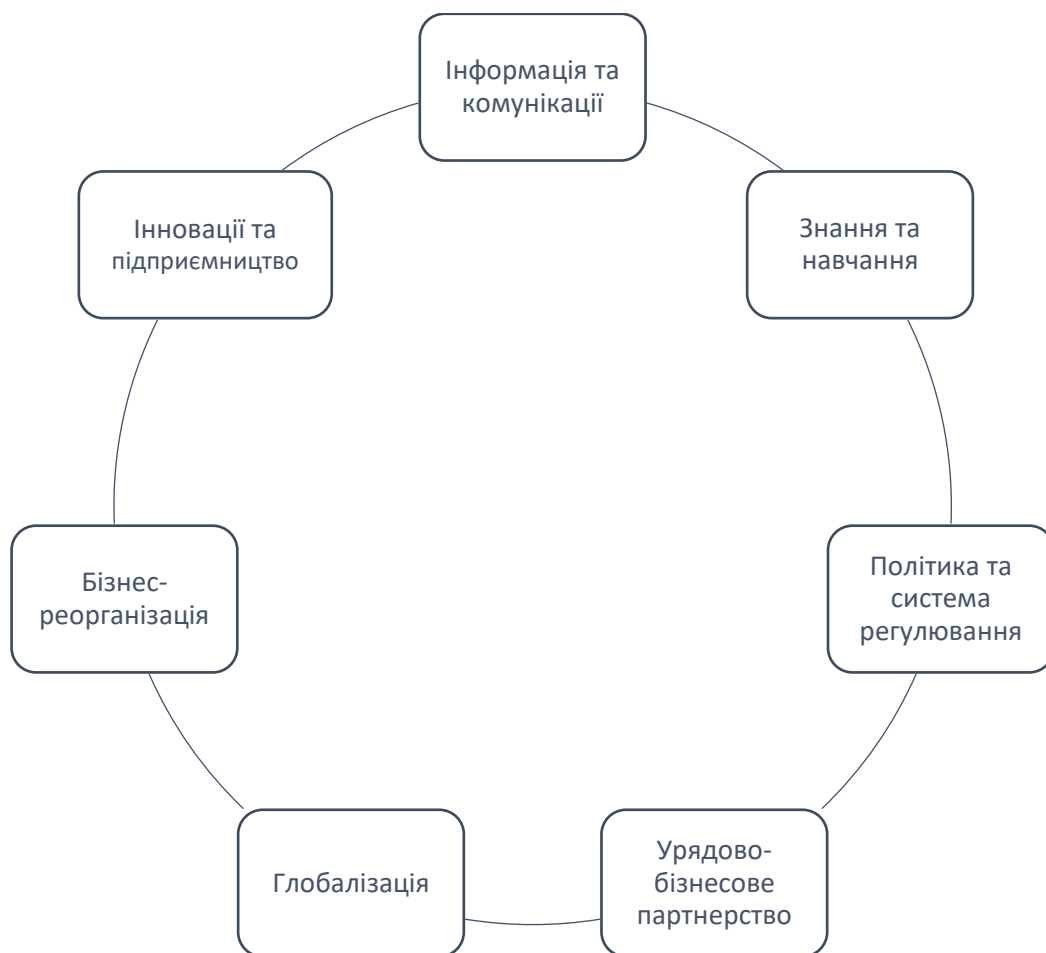 Інформація та
комунікації
Знання та
навчання
Політика та
система
регулювання
Урядово-
бізнесове
партнерство
Глобалізація
Бізнес-
реорганізація
Інновації та
підприємництво